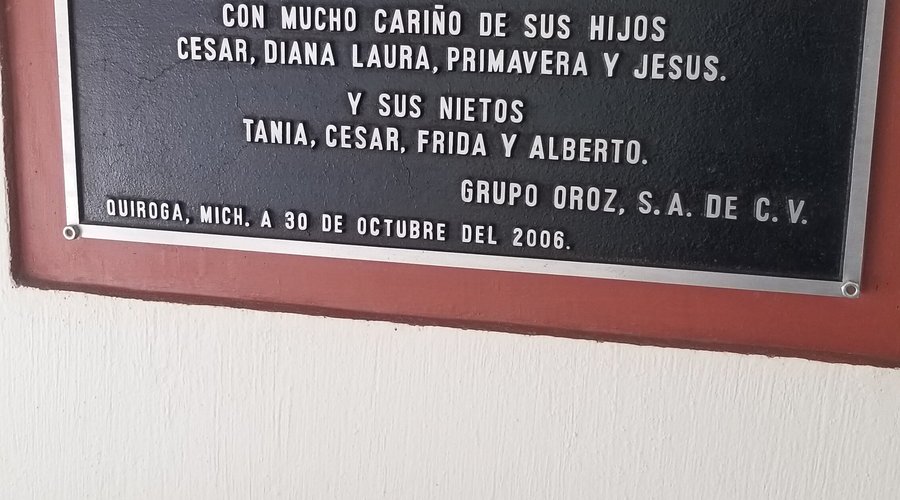 CON MUCHO CARIÑO DE SUS HIJOS
CESAR, DIANA LAURA, PRIMAVERA Y JESUS.
Y SUS NIETOS
TANIA, CESAR, FRIDA Y ALBERTO.
GRUPO OROZ, S.A. DE C.V.
QUIROGA, MICH. A 30 DE OCTUBRE DEL 2006.